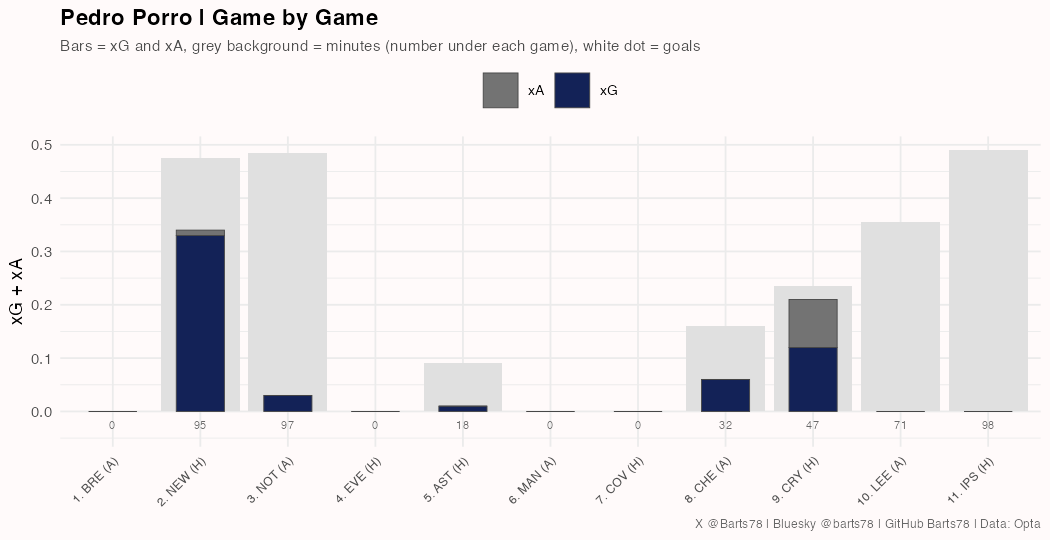 Pedro Porro | Game by Game
Bars = xG and xA, grey background = minutes (number under each game), white dot = goals
xA
xG
xG + xA
0.5
0.4
0.3
0.2
0.1
0.0
0
95
97
0
18
0
0
32
47
71
98
1. BRE (A)
2. NEW (H)
3. NOT (A)
4. EVE (H)
5. AST (H)
6. MAN (A)
7. COV (H)
8. CHE (A)
9. CRY (H)
10. LEE (A)
11. IPS (H)
X @Barts78 | Bluesky @barts78 | GitHub Barts78 | Data: Opta